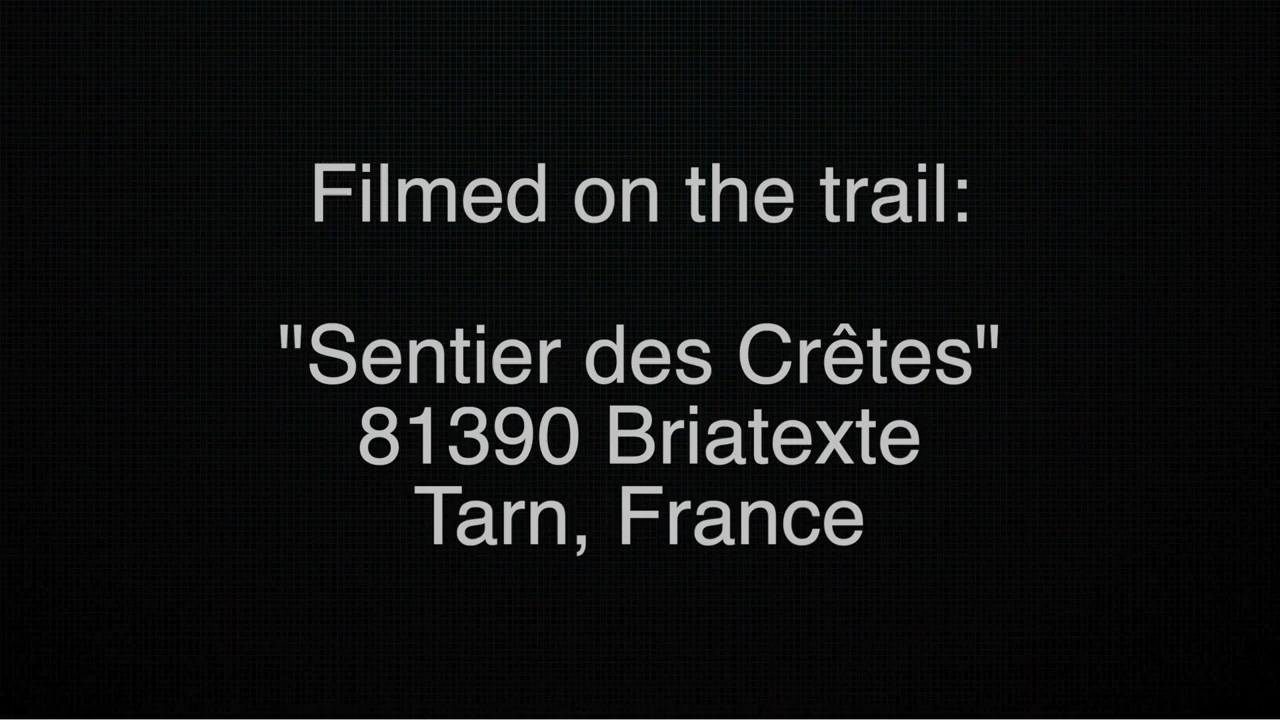 Filmed on the trail:
"Sentier des Crêtes"
81390 Briatexte
Tarn, France